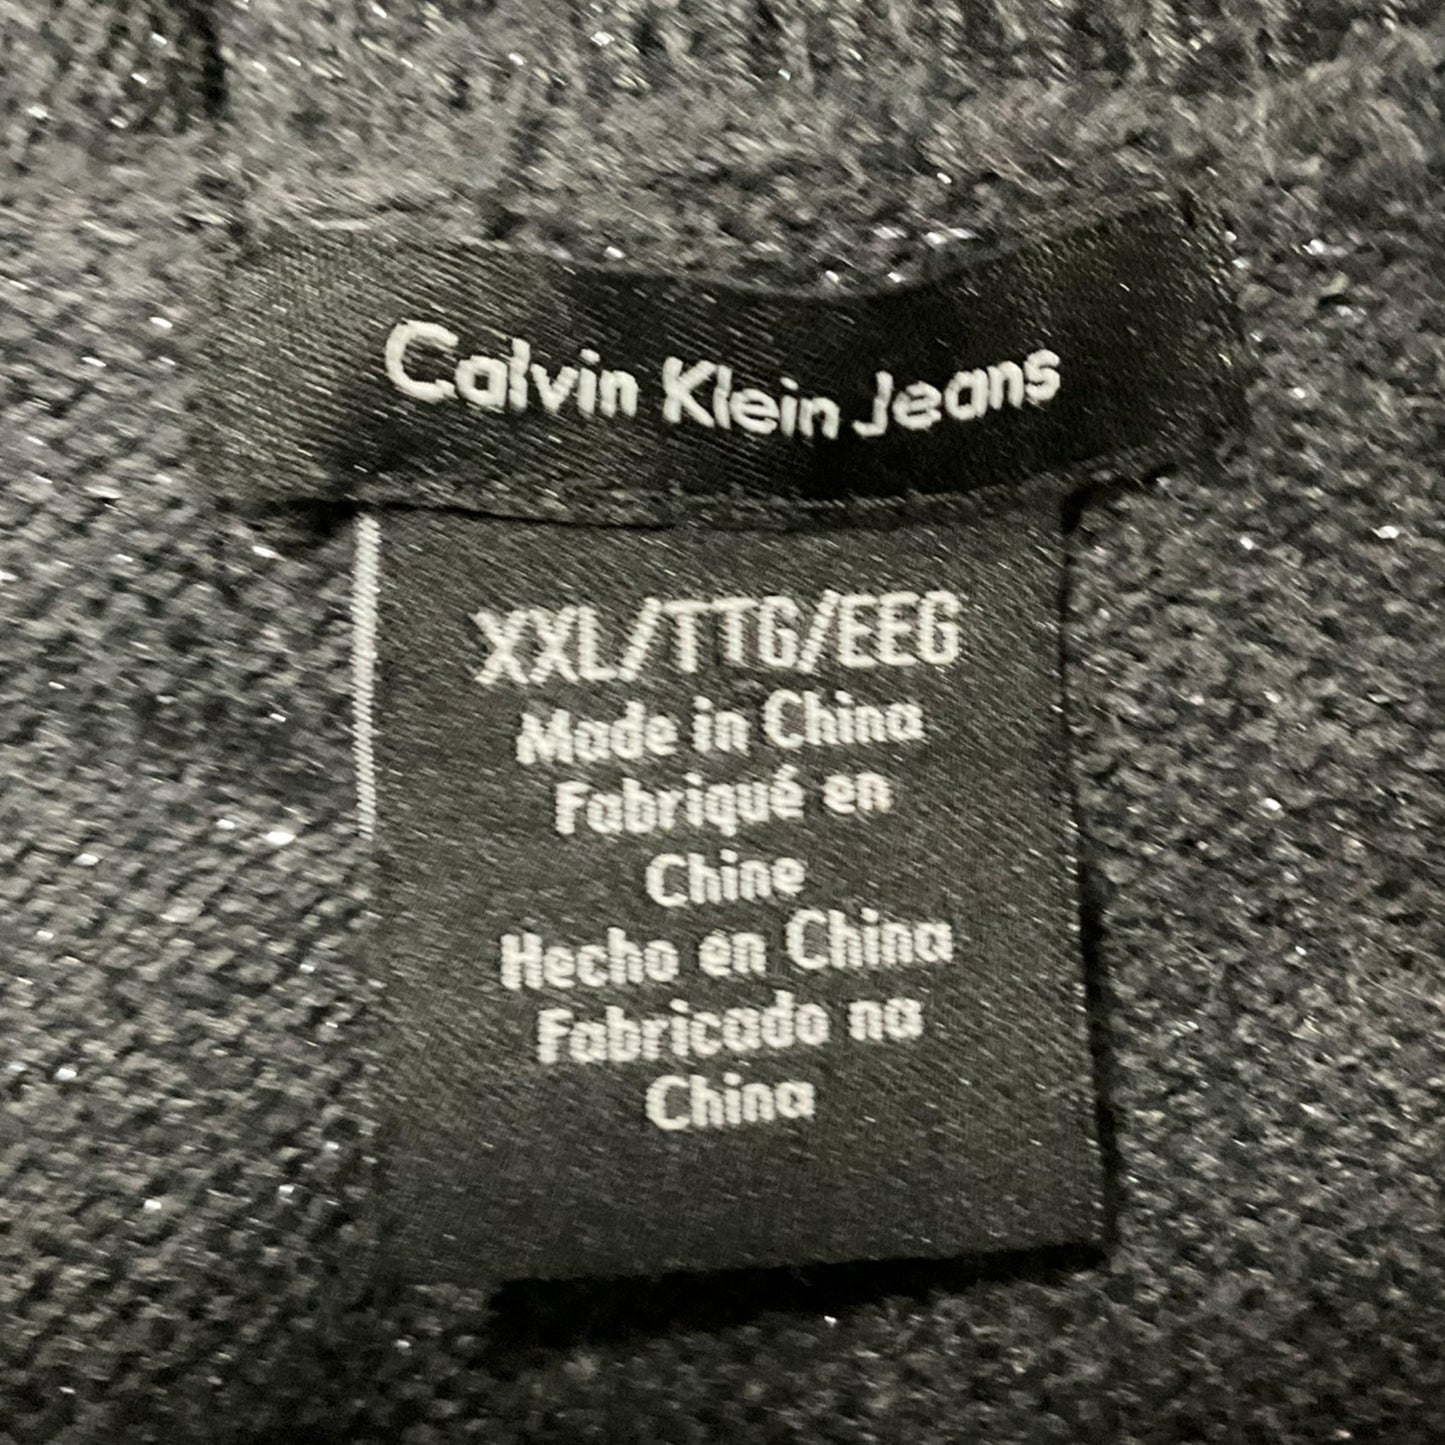 Calvin Klein Jeans
XXL/TTG/EEG
Made in China
Fabriqué en
Chine
Hecho en China
Fabricado na
China